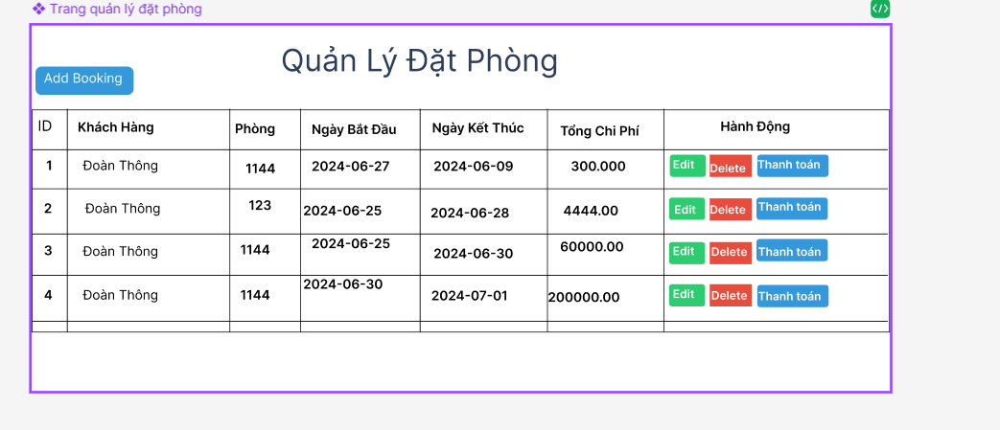 Trang quản lý đặt phòng
</>
Quản Lý Đặt Phòng
Add Booking
ID Khách Hàng Phòng Ngày Bắt Đầu Ngày Kết Thúc Tổng Chi Phí Hành Động
1 Đoàn Thông 1144 2024-06-27 2024-06-09 300.000 Edit Delete Thanh toán
2 Đoàn Thông 123 2024-06-25 2024-06-28 4444.00 Edit Delete Thanh toán
3 Đoàn Thông 1144 2024-06-25 2024-06-30 60000.00 Edit Delete Thanh toán
4 Đoàn Thông 1144 2024-06-30 2024-07-01 200000.00 Edit Delete Thanh toán